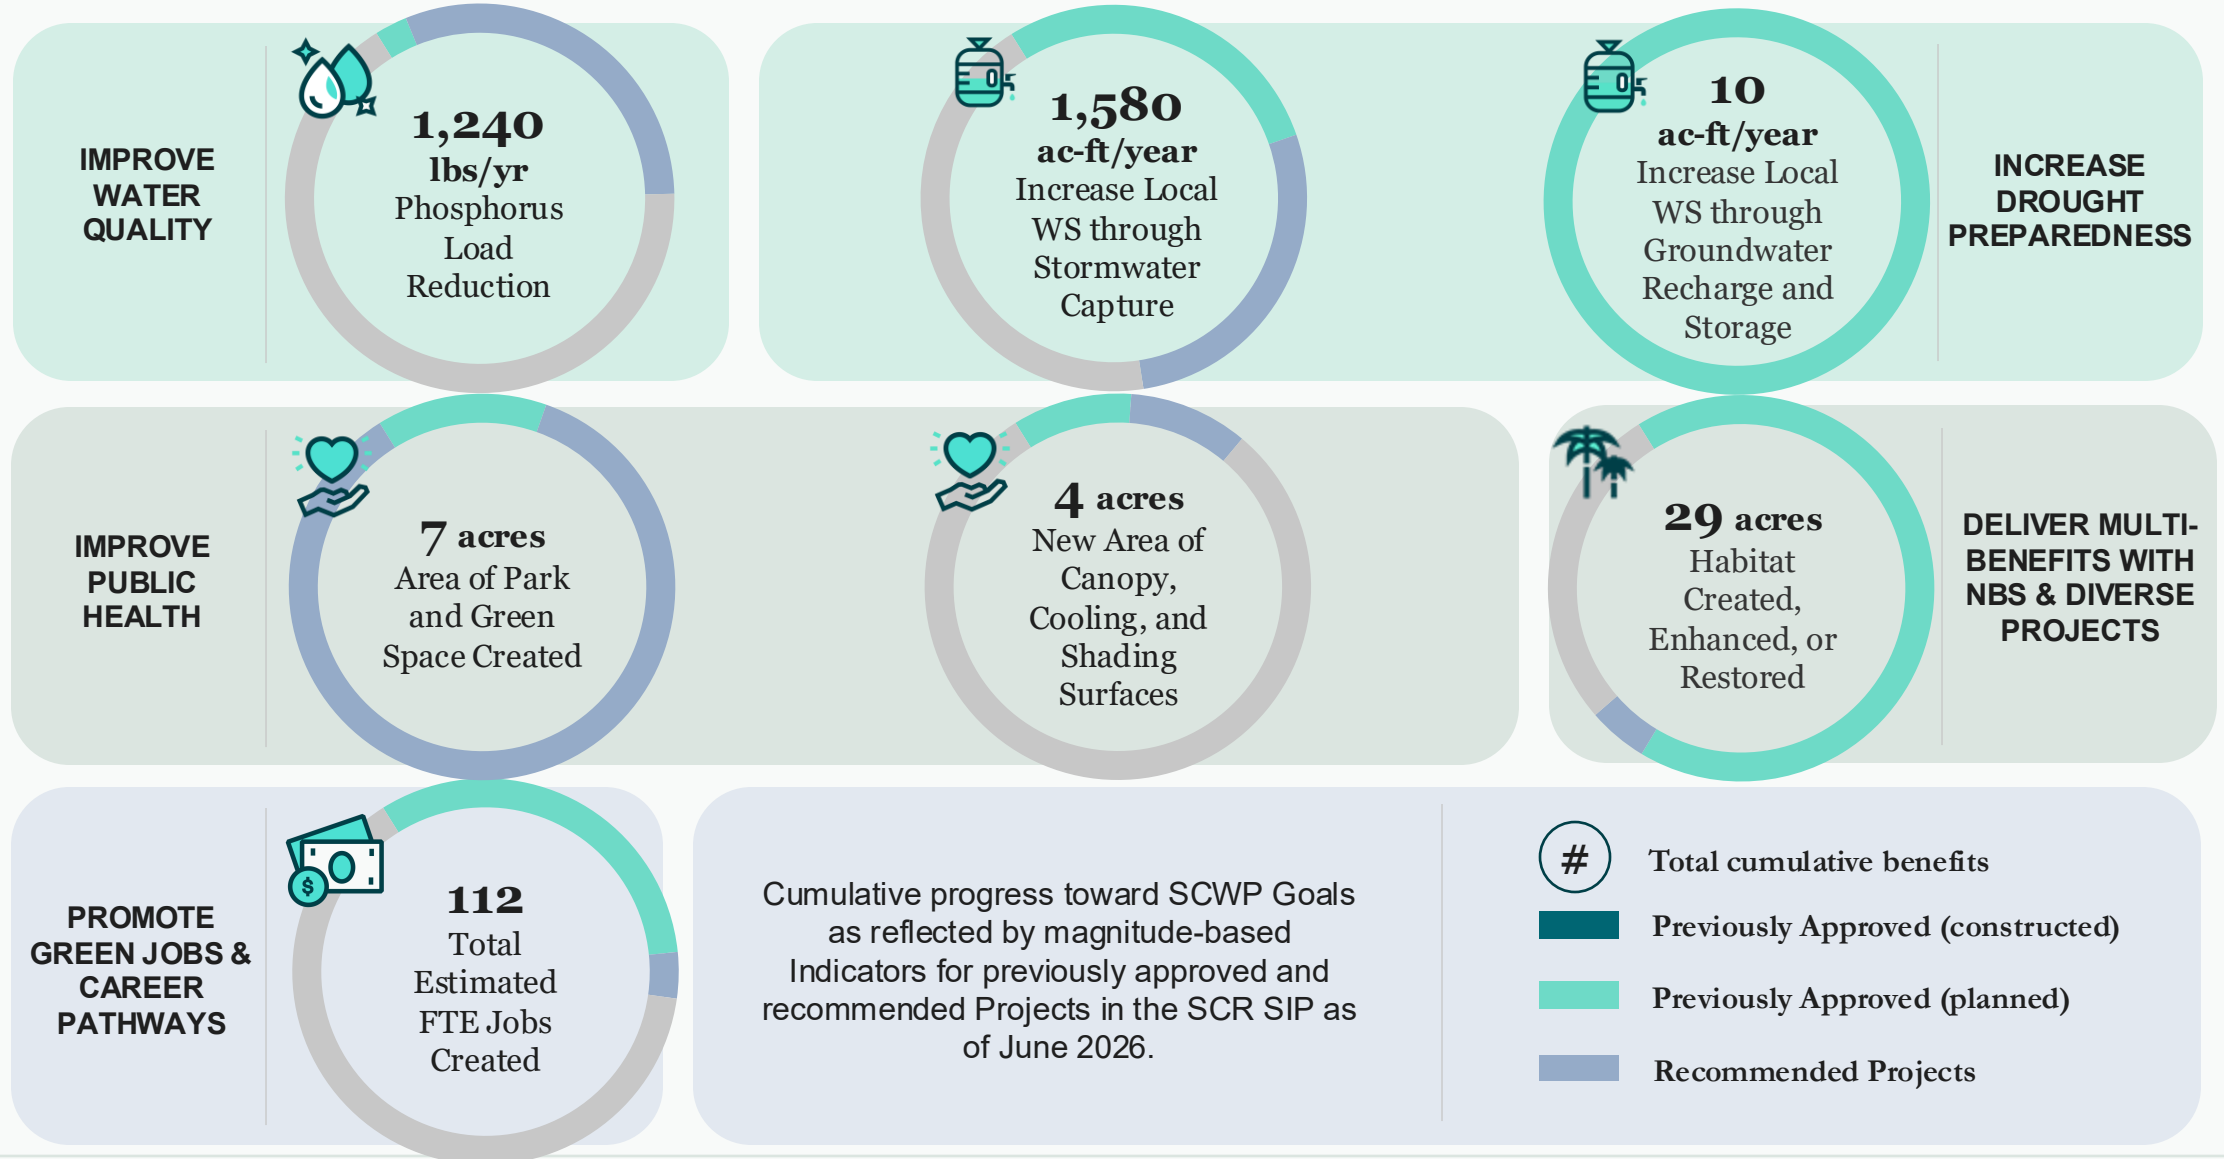 IMPROVE
WATER
QUALITY
1,240
lbs/yr
Phosphorus
Load
Reduction
1,580
ac-ft/year
Increase Local
WS through
Stormwater
Capture
10
ac-ft/year
Increase Local
WS through
Groundwater
Recharge and
Storage
INCREASE
DROUGHT
PREPAREDNESS
IMPROVE
PUBLIC
HEALTH
7 acres
Area of Park
and Green
Space Created
4 acres
New Area of
Canopy,
Cooling, and
Shading
Surfaces
29 acres
Habitat
Created,
Enhanced, or
Restored
DELIVER MULTI-
BENEFITS WITH
NBS & DIVERSE
PROJECTS
PROMOTE
GREEN JOBS &
CAREER
PATHWAYS
$
112
Total
Estimated
FTE Jobs
Created
Cumulative progress toward SCWP Goals
as reflected by magnitude-based
Indicators for previously approved and
recommended Projects in the SCR SIP as
of June 2026.
# Total cumulative benefits
Previously Approved (constructed)
Previously Approved (planned)
Recommended Projects